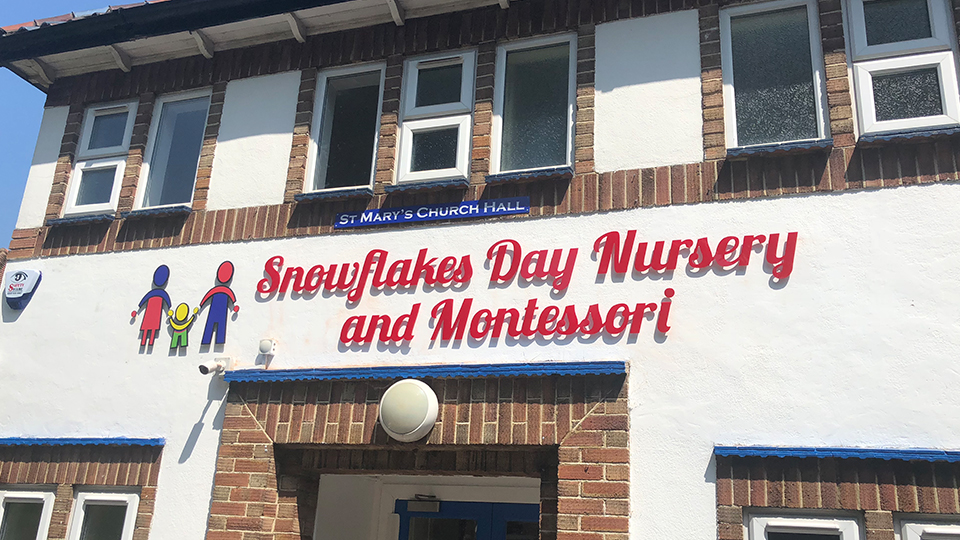 ST MARY'S CHURCH HALL
Snowflakes Day Nursery
and Montessori